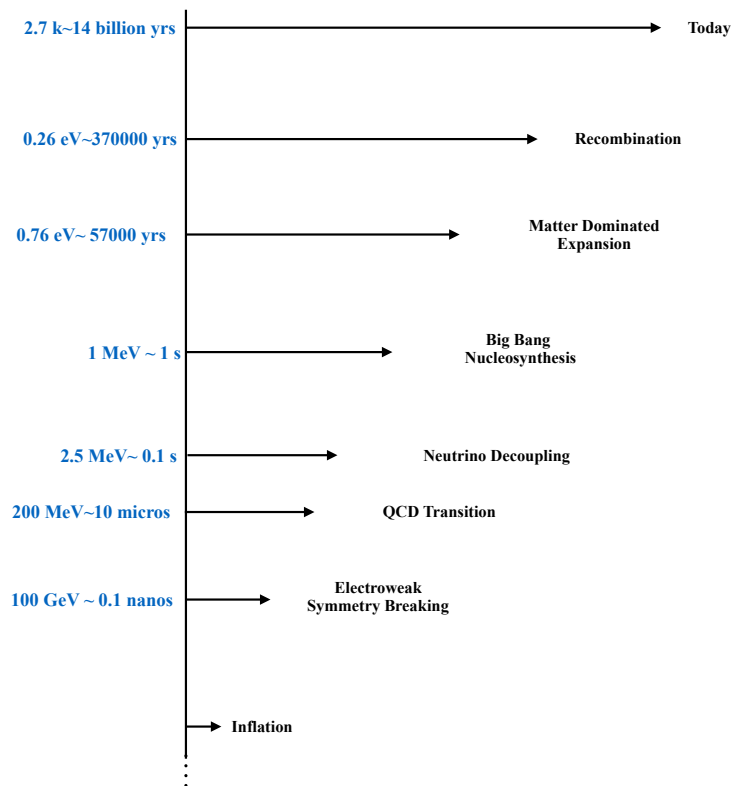 2.7 k~14 billion yrs
Today
0.26 eV~370000 yrs
Recombination
0.76 eV~ 57000 yrs
Matter Dominated
Expansion
1 MeV ~ 1 s
Big Bang
Nucleosynthesis
2.5 MeV~ 0.1 s
Neutrino Decoupling
200 MeV~10 micros
QCD Transition
100 GeV ~ 0.1 nanos
Electroweak
Symmetry Breaking
Inflation